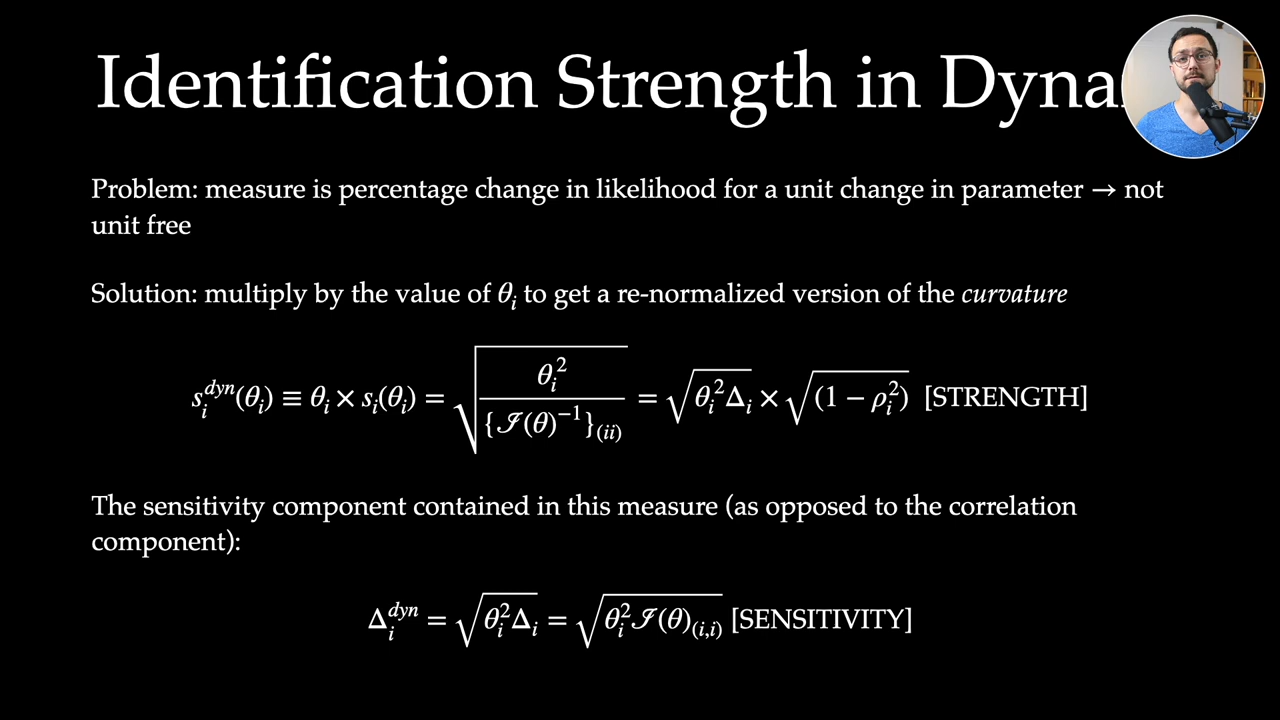 Identification Strength in Dyna
Problem: measure is percentage change in likelihood for a unit change in parameter → not
unit free
Solution: multiply by the value of θ_i to get a re-normalized version of the curvature
s_i^{dyn}(θ_i) ≡ θ_i × s_i(θ_i) = √(θ_i^2 / {ℐ(θ)^{−1}}_{(ii)}) = √(θ_i^2 Δ_i) × √((1 − ρ_i^2)) [STRENGTH]
The sensitivity component contained in this measure (as opposed to the correlation
component):
Δ_i^{dyn} = √(θ_i^2 Δ_i) = √(θ_i^2 ℐ(θ)_{(i,i)}) [SENSITIVITY]